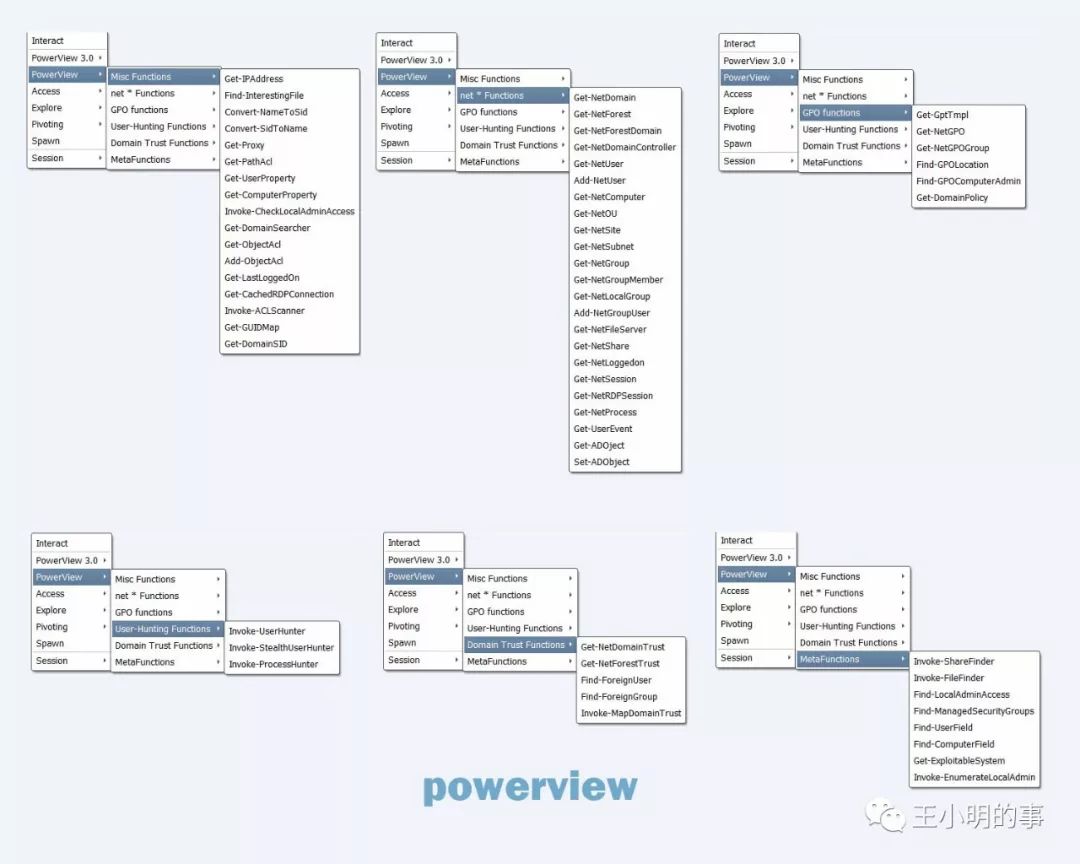 Interact
PowerView 3.0
PowerView
Access
Explore
Pivoting
Spawn
Session
Misc Functions
net * Functions
GPO functions
User-Hunting Functions
Domain Trust Functions
MetaFunctions
Get-IPAddress
Find-InterestingFile
Convert-NameToSid
Convert-SidToName
Get-Proxy
Get-PathAcl
Get-UserProperty
Get-ComputerProperty
Invoke-CheckLocalAdminAccess
Get-DomainSearcher
Get-ObjectAcl
Add-ObjectAcl
Get-LastLoggedOn
Get-CachedRDPConnection
Invoke-ACLScanner
Get-GUIDMap
Get-DomainSID
Interact
PowerView 3.0
PowerView
Access
Explore
Pivoting
Spawn
Session
Misc Functions
net * Functions
GPO functions
User-Hunting Functions
Domain Trust Functions
MetaFunctions
Get-NetDomain
Get-NetForest
Get-NetForestDomain
Get-NetDomainController
Get-NetUser
Add-NetUser
Get-NetComputer
Get-NetOU
Get-NetSite
Get-NetSubnet
Get-NetGroup
Get-NetGroupMember
Get-NetLocalGroup
Add-NetGroupUser
Get-NetFileServer
Get-NetShare
Get-NetLoggedon
Get-NetSession
Get-NetRDPSession
Get-NetProcess
Get-UserEvent
Get-ADOject
Set-ADObject
Interact
PowerView 3.0
PowerView
Access
Explore
Pivoting
Spawn
Session
Misc Functions
net * Functions
GPO functions
User-Hunting Functions
Domain Trust Functions
MetaFunctions
Get-GptTmpl
Get-NetGPO
Get-NetGPOGroup
Find-GPOLocation
Find-GPOComputerAdmin
Get-DomainPolicy
Interact
PowerView 3.0
PowerView
Access
Explore
Pivoting
Spawn
Session
Misc Functions
net * Functions
GPO functions
User-Hunting Functions
Domain Trust Functions
MetaFunctions
Invoke-UserHunter
Invoke-StealthUserHunter
Invoke-ProcessHunter
Interact
PowerView 3.0
PowerView
Access
Explore
Pivoting
Spawn
Session
Misc Functions
net * Functions
GPO functions
User-Hunting Functions
Domain Trust Functions
MetaFunctions
Get-NetDomainTrust
Get-NetForestTrust
Find-ForeignUser
Find-ForeignGroup
Invoke-MapDomainTrust
Interact
PowerView 3.0
PowerView
Access
Explore
Pivoting
Spawn
Session
Misc Functions
net * Functions
GPO functions
User-Hunting Functions
Domain Trust Functions
MetaFunctions
Invoke-ShareFinder
Invoke-FileFinder
Find-LocalAdminAccess
Find-ManagedSecurityGroups
Find-UserField
Find-ComputerField
Get-ExploitableSystem
Invoke-EnumerateLocalAdmin
powerview
王小明的事